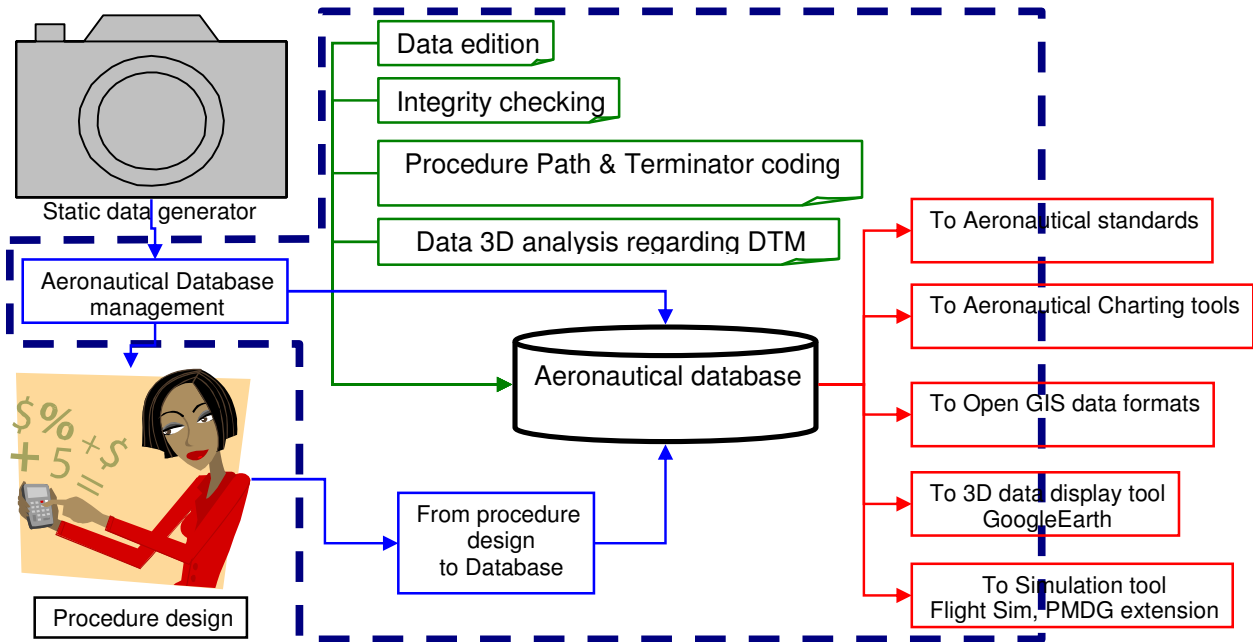 Data edition
Integrity checking
Procedure Path & Terminator coding
Data 3D analysis regarding DTM
Static data generator
Aeronautical Database
management
Aeronautical database
To Aeronautical standards
To Aeronautical Charting tools
To Open GIS data formats
To 3D data display tool
GoogleEarth
To Simulation tool
Flight Sim, PMDG extension
$%+$
+5=
From procedure
design
to Database
Procedure design